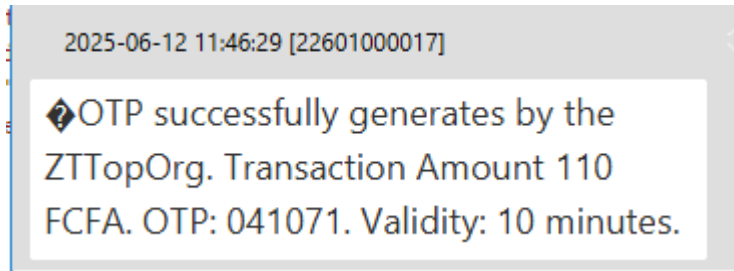 2025-06-12 11:46:29 [22601000017]
�OTP successfully generates by the
ZTTopOrg. Transaction Amount 110
FCFA. OTP: 041071. Validity: 10 minutes.